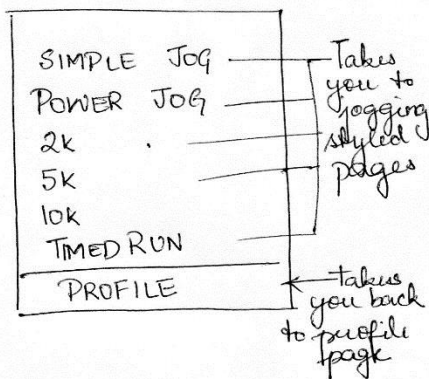 SIMPLE JOG
POWER JOG
2K
5K
10K
TIMED RUN
PROFILE
Takes
you to
jogging
styled
pages
takes
you back
to profile
page